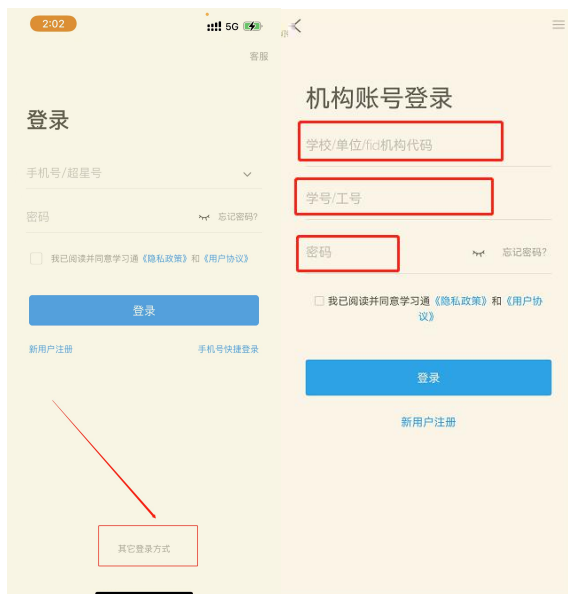 2:02
5G
客服
登录
手机号/超星号
密码
忘记密码?
我已阅读并同意学习通《隐私政策》和《用户协议》
登录
新用户注册
手机号快捷登录
其它登录方式
机构账号登录
学校/单位/fid机构代码
学号/工号
密码
忘记密码?
我已阅读并同意学习通《隐私政策》和《用户协
议》
登录
新用户注册